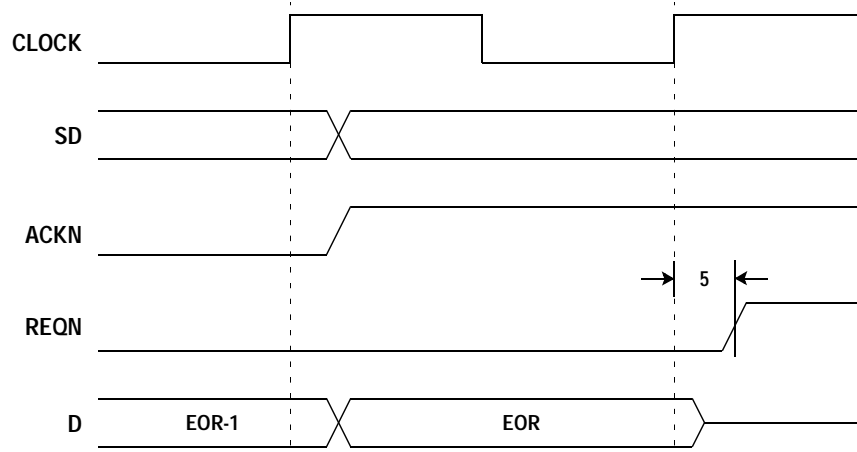 CLOCK
SD
ACKN
5
REQN
D
EOR-1
EOR